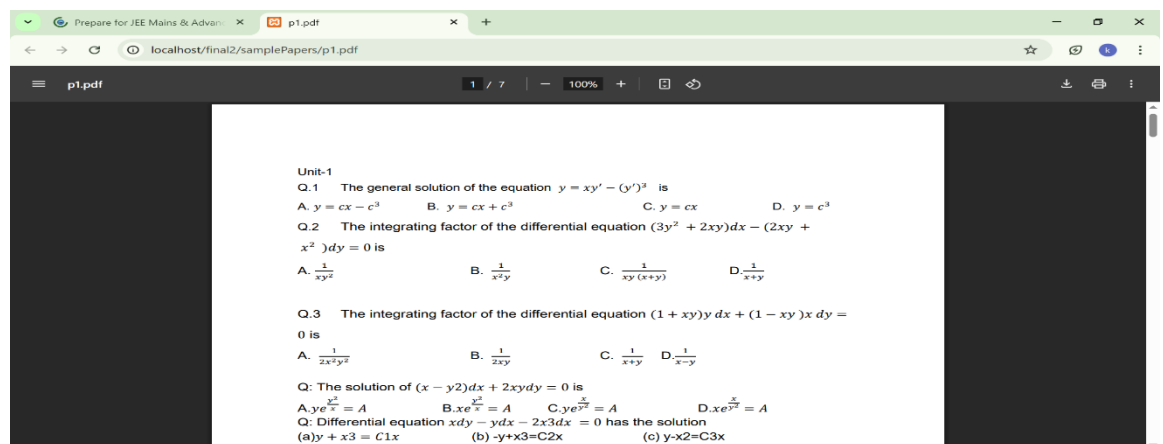 Prepare for JEE Mains & Advan
p1.pdf
localhost/final2/samplePapers/p1.pdf
k
p1.pdf
1 / 7
100%
Unit-1
Q.1 The general solution of the equation y = xy′ − (y′)³ is
A. y = cx − c³ B. y = cx + c³ C. y = cx D. y = c³
Q.2 The integrating factor of the differential equation (3y² + 2xy)dx − (2xy +
x² )dy = 0 is
A. 1/xy² B. 1/x²y C. 1/xy (x+y) D. 1/x+y
Q.3 The integrating factor of the differential equation (1 + xy)y dx + (1 − xy )x dy =
0 is
A. 1/2x²y² B. 1/2xy C. 1/x+y D. 1/x−y
Q: The solution of (x − y2)dx + 2xydy = 0 is
A.ye^(y²/x) = A B.xe^(y²/x) = A C.ye^(x/y²) = A D.xe^(x/y²) = A
Q: Differential equation xdy − ydx − 2x3dx = 0 has the solution
(a)y + x3 = C1x (b) -y+x3=C2x (c) y-x2=C3x